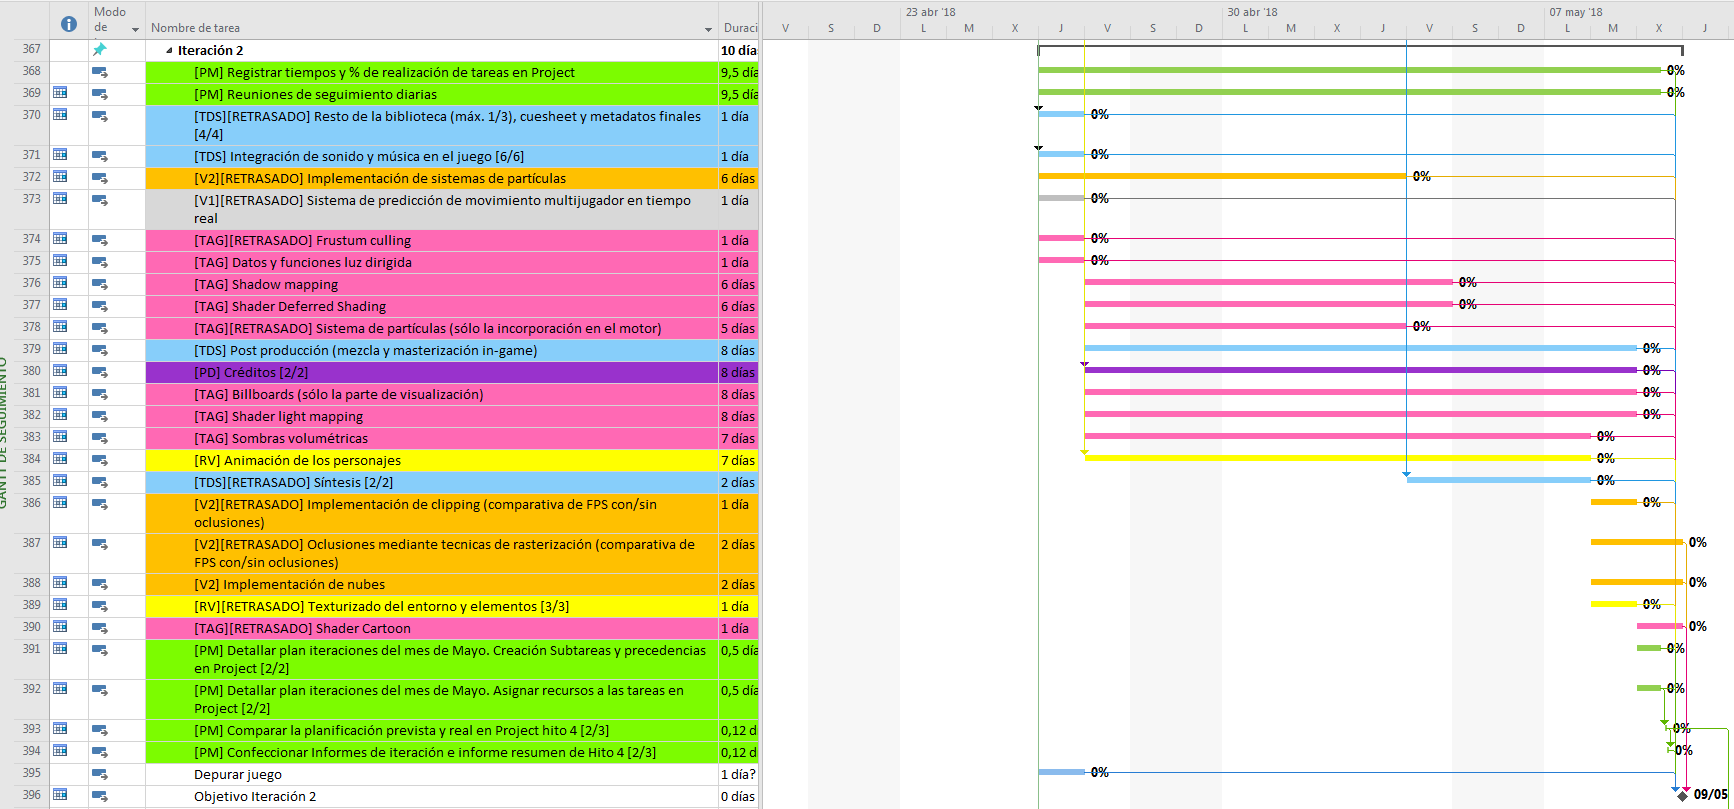 Modo
de
Nombre de tarea
Duraci
23 abr '18
30 abr '18
07 may '18
V S D L M X J V S D L M X J V S D L M X J
367 Iteración 2 10 día
368 [PM] Registrar tiempos y % de realización de tareas en Project 9,5 día 0%
369 [PM] Reuniones de seguimiento diarias 9,5 día 0%
370 [TDS][RETRASADO] Resto de la biblioteca (máx. 1/3), cuesheet y metadatos finales 1 día 0%
[4/4]
371 [TDS] Integración de sonido y música en el juego [6/6] 1 día 0%
372 [V2][RETRASADO] Implementación de sistemas de partículas 6 días 0%
373 [V1][RETRASADO] Sistema de predicción de movimiento multijugador en tiempo 1 día 0%
real
374 [TAG][RETRASADO] Frustum culling 1 día 0%
375 [TAG] Datos y funciones luz dirigida 1 día 0%
376 [TAG] Shadow mapping 6 días 0%
377 [TAG] Shader Deferred Shading 6 días 0%
378 [TAG][RETRASADO] Sistema de partículas (sólo la incorporación en el motor) 5 días 0%
379 [TDS] Post producción (mezcla y masterización in-game) 8 días 0%
380 [PD] Créditos [2/2] 8 días 0%
381 [TAG] Billboards (sólo la parte de visualización) 8 días 0%
382 [TAG] Shader light mapping 8 días 0%
383 [TAG] Sombras volumétricas 7 días 0%
384 [RV] Animación de los personajes 7 días 0%
385 [TDS][RETRASADO] Síntesis [2/2] 2 días 0%
386 [V2][RETRASADO] Implementación de clipping (comparativa de FPS con/sin 1 día 0%
oclusiones)
387 [V2][RETRASADO] Oclusiones mediante tecnicas de rasterización (comparativa de 2 días 0%
FPS con/sin oclusiones)
388 [V2] Implementación de nubes 2 días 0%
389 [RV][RETRASADO] Texturizado del entorno y elementos [3/3] 1 día 0%
390 [TAG][RETRASADO] Shader Cartoon 1 día 0%
391 [PM] Detallar plan iteraciones del mes de Mayo. Creación Subtareas y precedencias 0,5 día 0%
en Project [2/2]
392 [PM] Detallar plan iteraciones del mes de Mayo. Asignar recursos a las tareas en 0,5 día 0%
Project [2/2]
393 [PM] Comparar la planificación prevista y real en Project hito 4 [2/3] 0,12 d 0%
394 [PM] Confeccionar Informes de iteración e informe resumen de Hito 4 [2/3] 0,12 d 0%
395 Depurar juego 1 día? 0%
396 Objetivo Iteración 2 0 días 09/05
GANTT DE SEGUIMIENTO